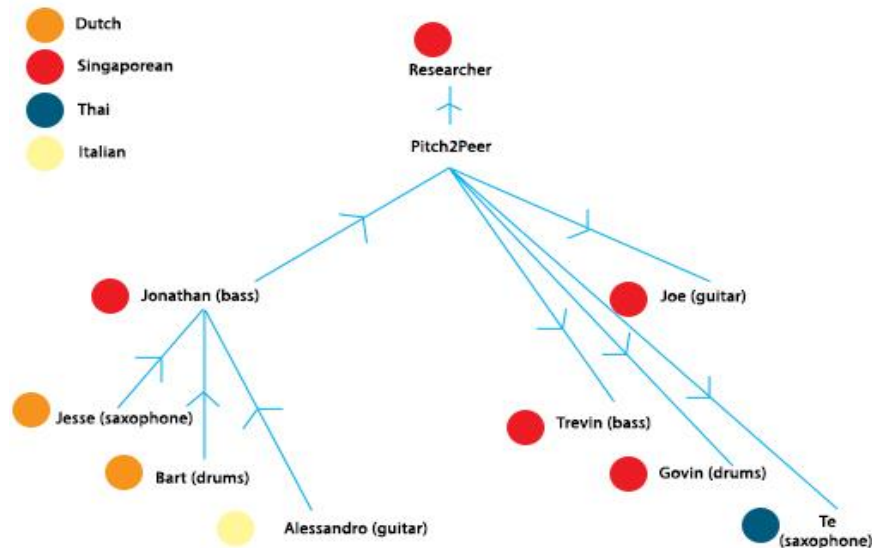 Dutch
Singaporean
Thai
Italian
Researcher
Pitch2Peer
Jonathan (bass)
Joe (guitar)
Jesse (saxophone)
Trevin (bass)
Bart (drums)
Govin (drums)
Alessandro (guitar)
Te
(saxophone)